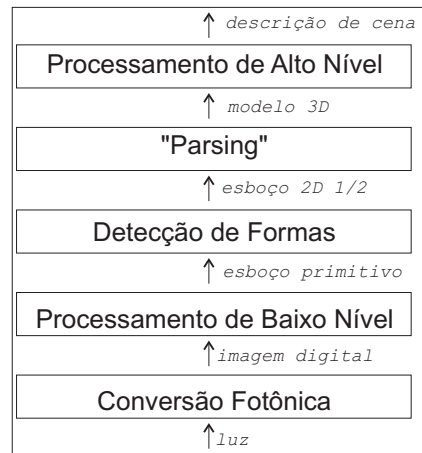 descrição de cena
Processamento de Alto Nível
modelo 3D
"Parsing"
esboço 2D 1/2
Detecção de Formas
esboço primitivo
Processamento de Baixo Nível
imagem digital
Conversão Fotônica
luz